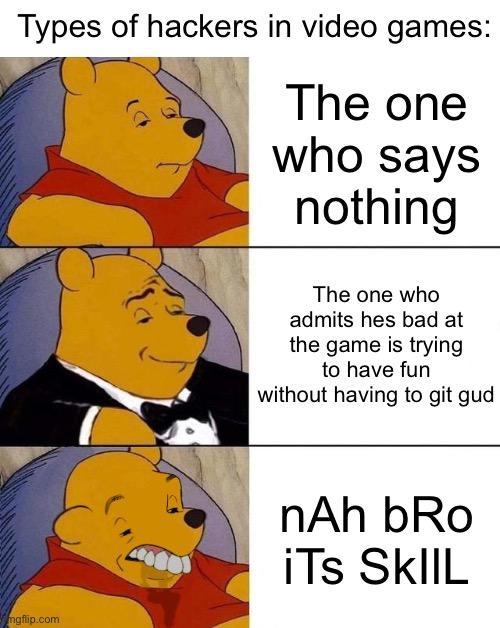 Types of hackers in video games:
The one
who says
nothing
The one who
admits hes bad at
the game is trying
to have fun
without having to git gud
nAh bRo
iTs SkIlL
imgflip.com